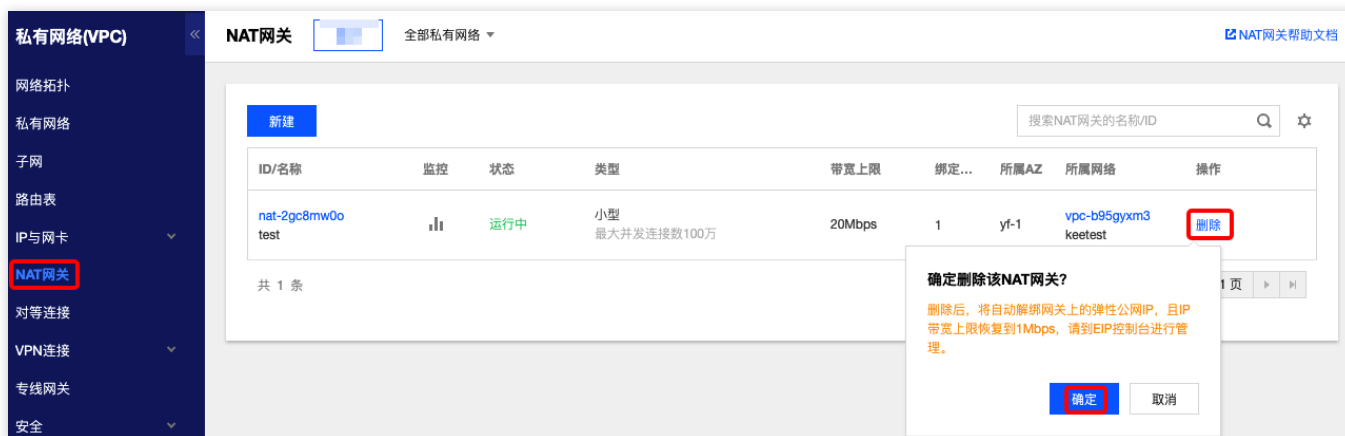 私有网络(VPC)
网络拓扑
私有网络
子网
路由表
IP与网卡
NAT网关
对等连接
VPN连接
专线网关
安全
NAT网关
全部私有网络
NAT网关帮助文档
新建
搜索NAT网关的名称/ID
ID/名称 监控 状态 类型 带宽上限 绑定... 所属AZ 所属网络 操作
nat-2gc8mw0o
test
运行中
小型
最大并发连接数100万
20Mbps
1
yf-1
vpc-b95gyxm3
keetest
删除
共 1 条
1 页
确定删除该NAT网关?
删除后，将自动解绑网关上的弹性公网IP，且IP
带宽上限恢复到1Mbps，请到EIP控制台进行管
理。
确定
取消